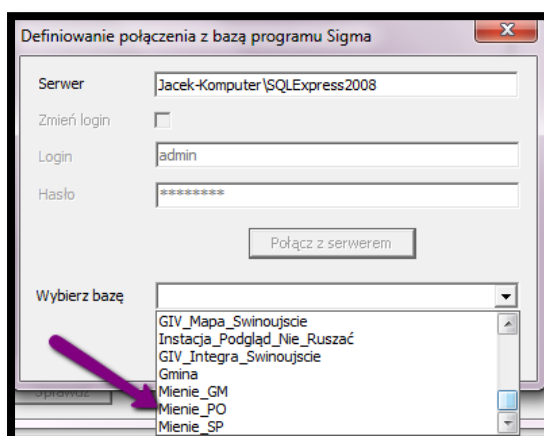 Definiowanie połączenia z bazą programu Sigma
Serwer
Jacek-Komputer\SQLExpress2008
Zmień login
Login
admin
Hasło
********
Połącz z serwerem
Wybierz bazę
GIV_Mapa_Swinoujscie
Instacja_Podgląd_Nie_Ruszać
GIV_Integra_Swinoujscie
Gmina
Mienie_GM
Sprawdź
Mienie_PO
Mienie_SP